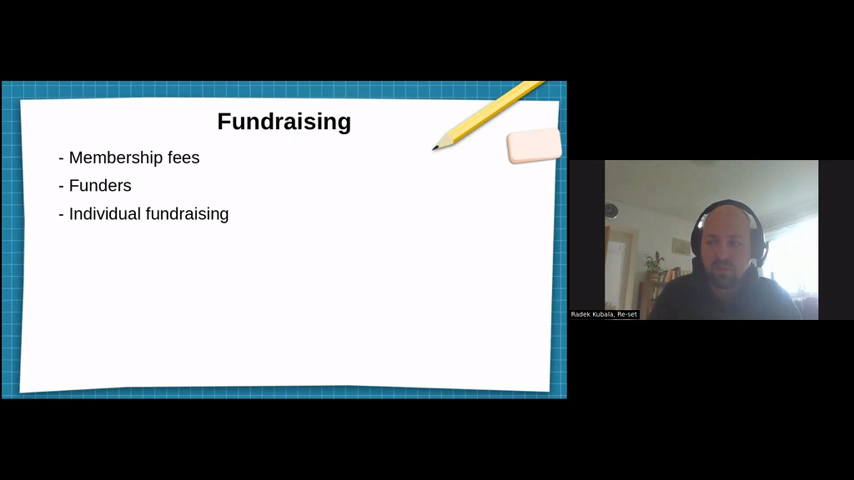 Fundraising
- Membership fees
- Funders
- Individual fundraising
Radek Kubala, Re-set